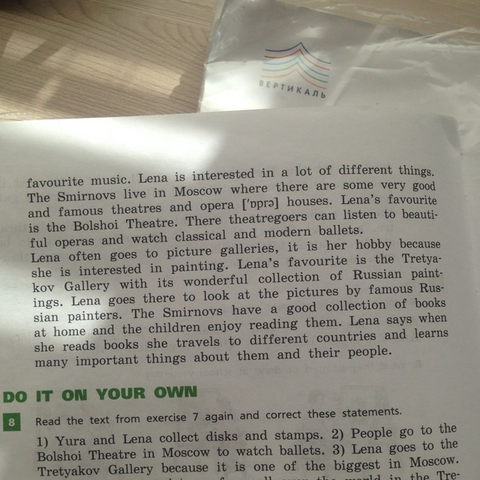 ВЕРТИКАЛЬ
favourite music. Lena is interested in a lot of different things.
The Smirnovs live in Moscow where there are some very good
and famous theatres and opera ['ɒprə] houses. Lena's favourite
is the Bolshoi Theatre. There theatregoers can listen to beauti-
ful operas and watch classical and modern ballets.
Lena often goes to picture galleries, it is her hobby because
she is interested in painting. Lena's favourite is the Tretya-
kov Gallery with its wonderful collection of Russian paint-
ings. Lena goes there to look at the pictures by famous Rus-
sian painters. The Smirnovs have a good collection of books
at home and the children enjoy reading them. Lena says when
she reads books she travels to different countries and learns
many important things about them and their people.
DO IT ON YOUR OWN
8 Read the text from exercise 7 again and correct these statements.
1) Yura and Lena collect disks and stamps. 2) People go to the
Bolshoi Theatre in Moscow to watch ballets. 3) Lena goes to the
Tretyakov Gallery because it is one of the biggest in Moscow.